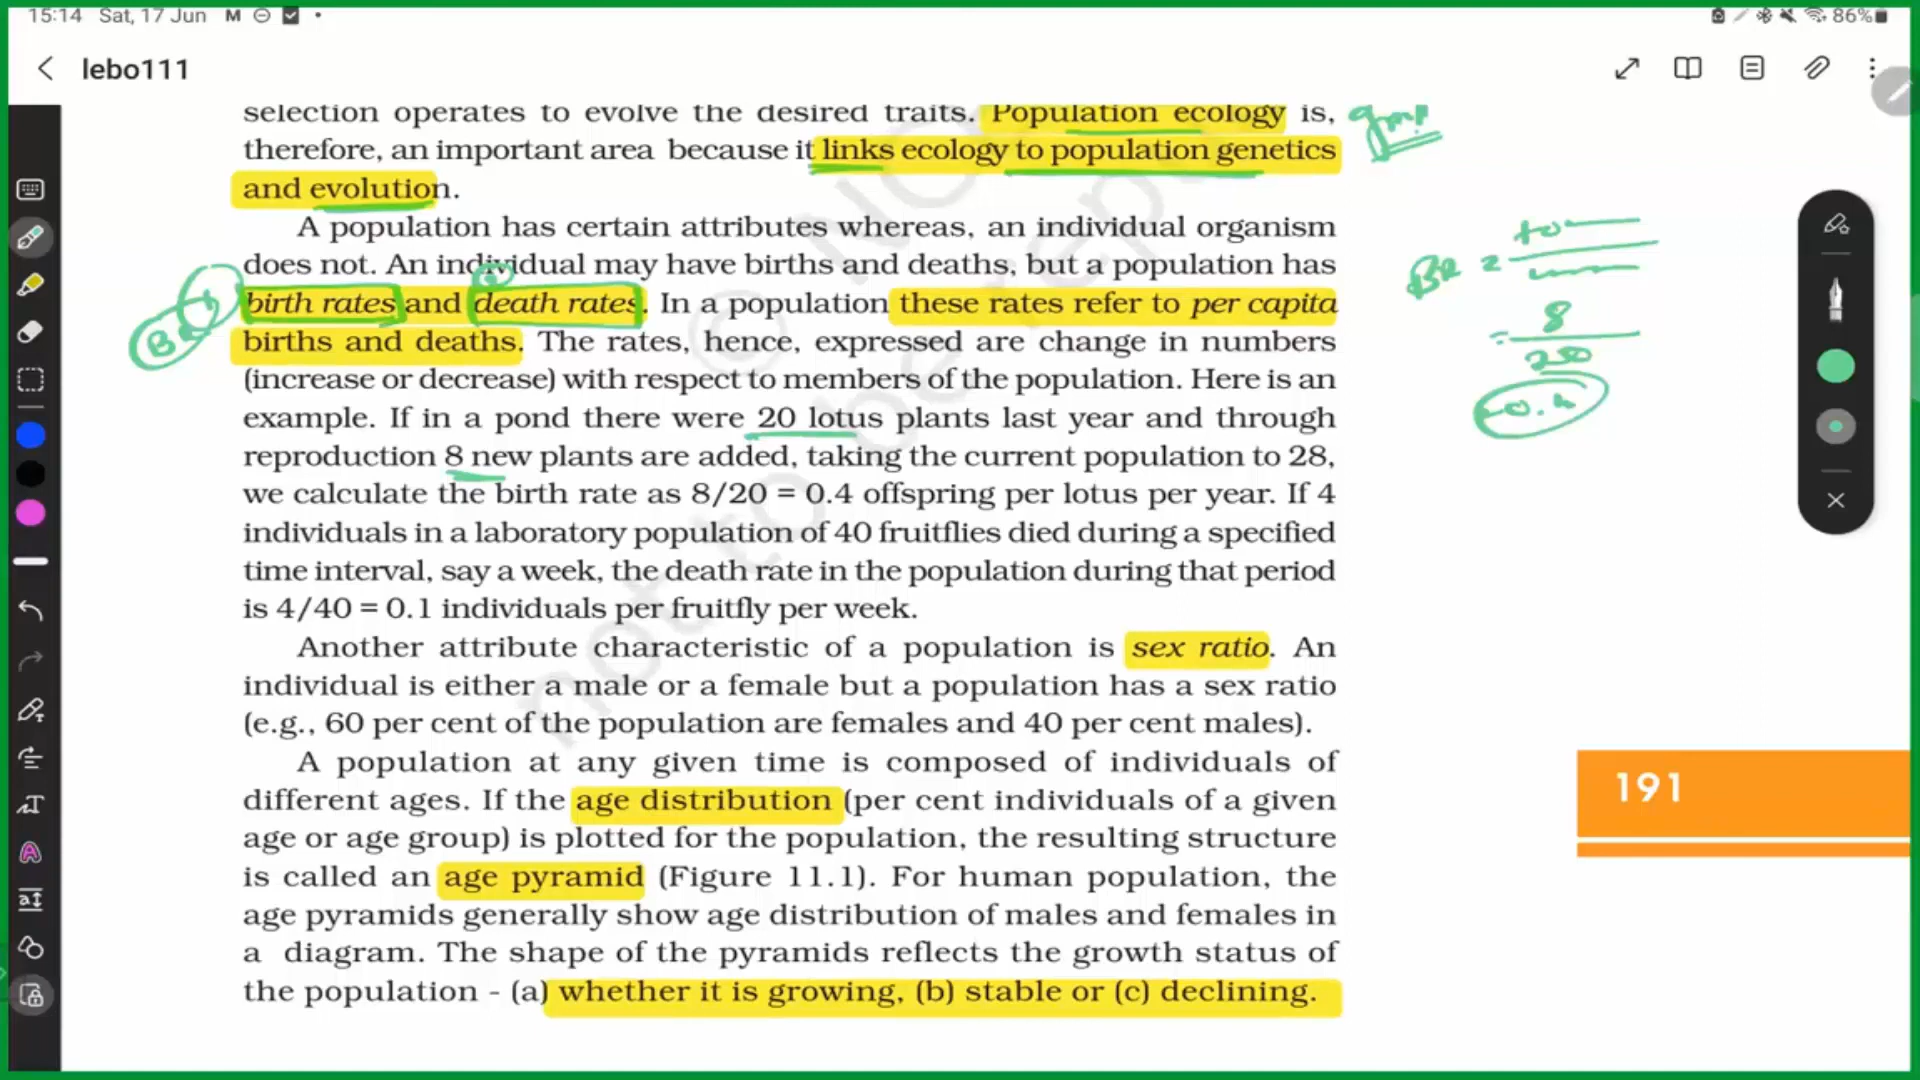 15:14 Sat, 17 Jun M
86%
lebo111
selection operates to evolve the desired traits. Population ecology is,
therefore, an important area because it links ecology to population genetics
and evolution.
A population has certain attributes whereas, an individual organism
does not. An individual may have births and deaths, but a population has
birth rates and death rates. In a population these rates refer to per capita
births and deaths. The rates, hence, expressed are change in numbers
(increase or decrease) with respect to members of the population. Here is an
example. If in a pond there were 20 lotus plants last year and through
reproduction 8 new plants are added, taking the current population to 28,
we calculate the birth rate as 8/20 = 0.4 offspring per lotus per year. If 4
individuals in a laboratory population of 40 fruitflies died during a specified
time interval, say a week, the death rate in the population during that period
is 4/40 = 0.1 individuals per fruitfly per week.
Another attribute characteristic of a population is sex ratio. An
individual is either a male or a female but a population has a sex ratio
(e.g., 60 per cent of the population are females and 40 per cent males).
A population at any given time is composed of individuals of
different ages. If the age distribution (per cent individuals of a given
age or age group) is plotted for the population, the resulting structure
is called an age pyramid (Figure 11.1). For human population, the
age pyramids generally show age distribution of males and females in
a diagram. The shape of the pyramids reflects the growth status of
the population - (a) whether it is growing, (b) stable or (c) declining.
BR =
= 8
20
0.4
191
not to be